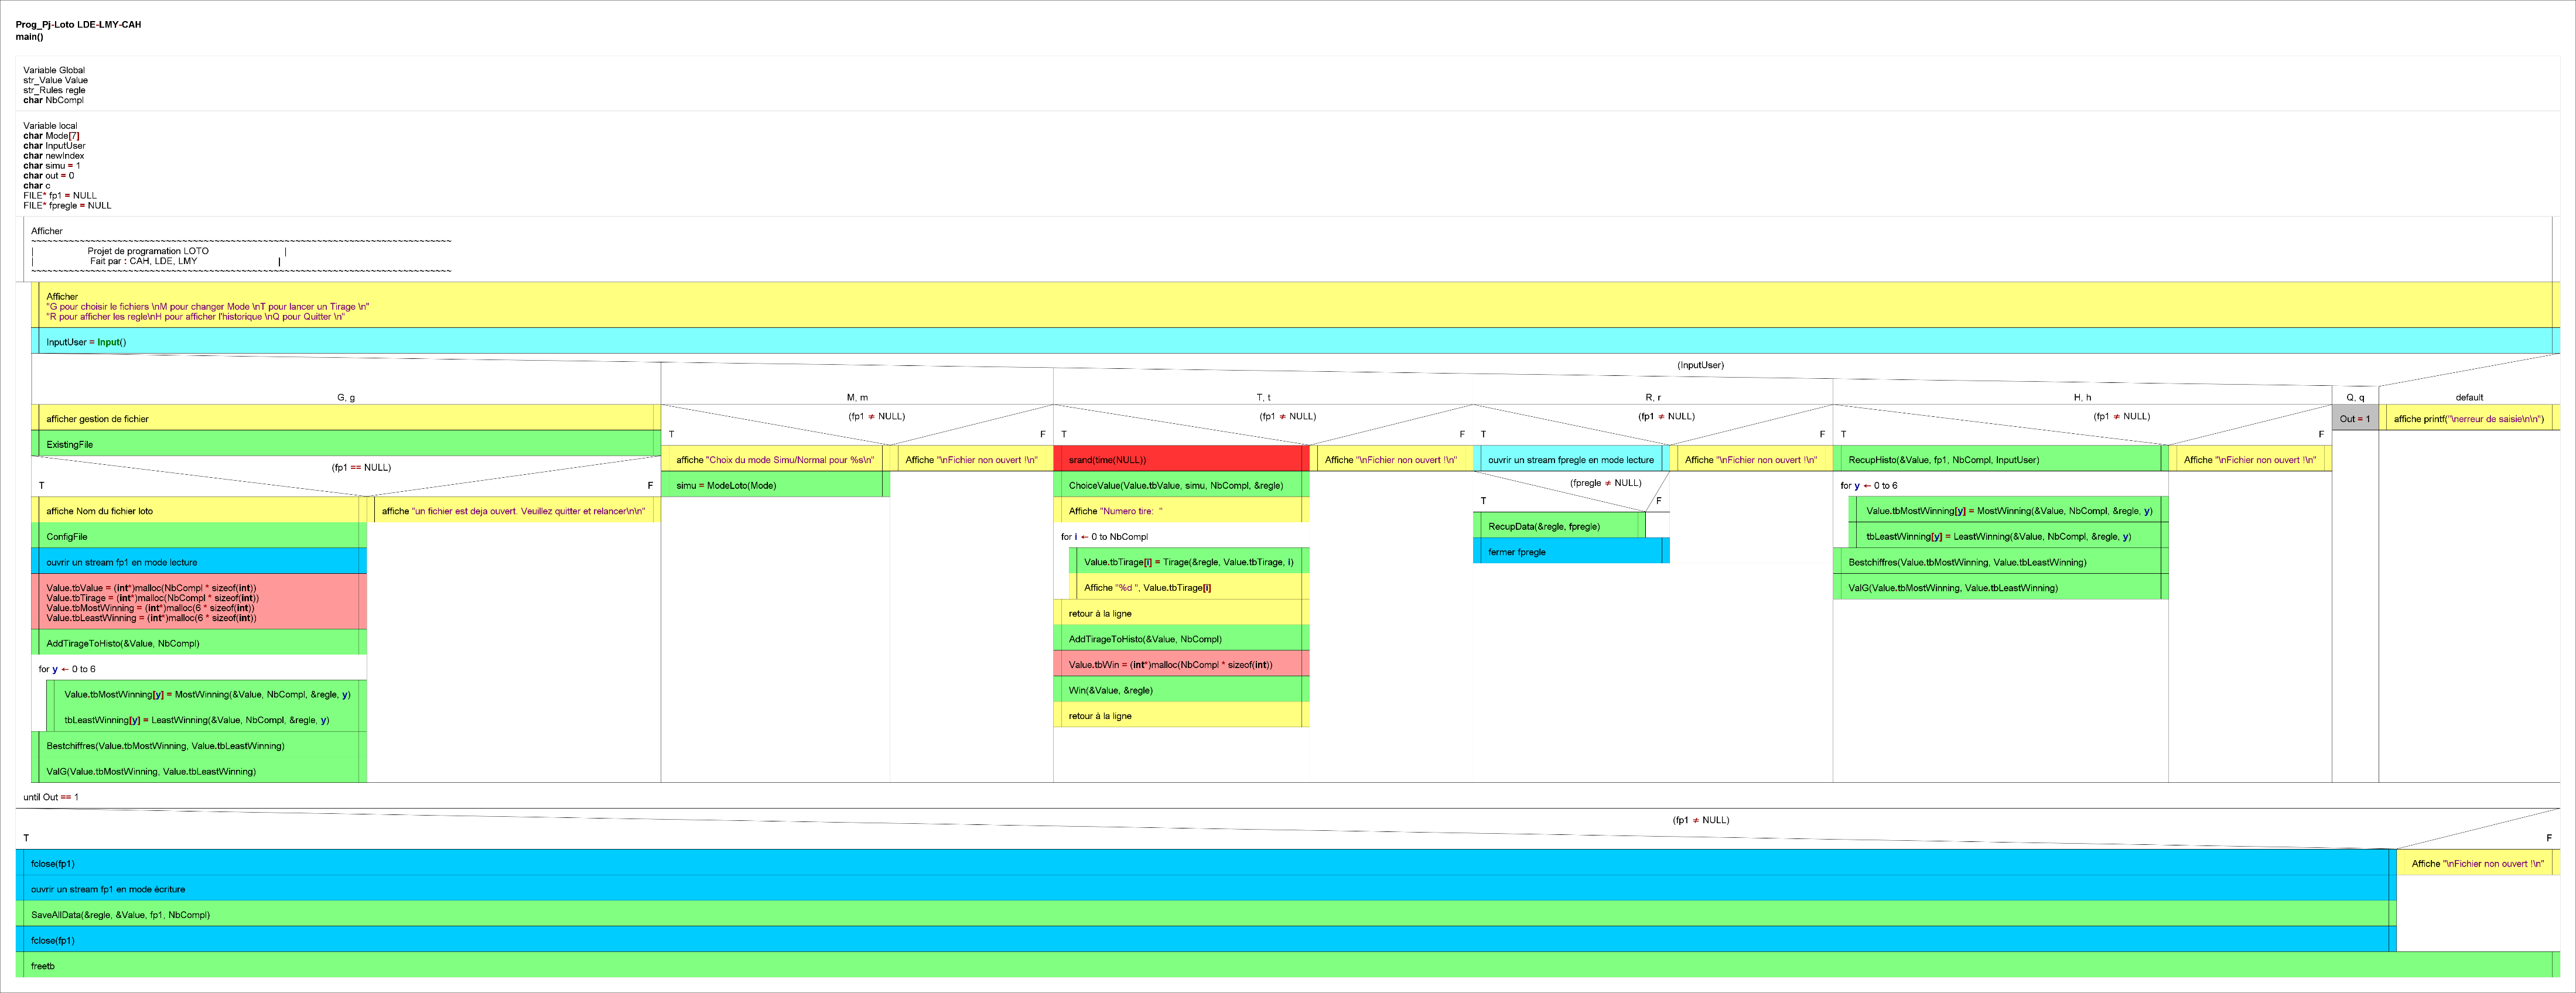 Prog_Pj-Loto LDE-LMY-CAH
main()
Variable Global
str_Value Value
str_Rules regle
char NbCompl
Variable local
char Mode[7]
char InputUser
char newIndex
char simu = 1
char out = 0
char c
FILE* fp1 = NULL
FILE* fpregle = NULL
Afficher
~~~~~~~~~~~~~~~~~~~~~~~~~~~~~~~~~~~~~~~~~~~~~~~~~~~~~~~~~~~~~~~~~~~~~~~~~~~~~~
| Projet de programation LOTO |
| Fait par : CAH, LDE, LMY |
~~~~~~~~~~~~~~~~~~~~~~~~~~~~~~~~~~~~~~~~~~~~~~~~~~~~~~~~~~~~~~~~~~~~~~~~~~~~~~
Afficher
"G pour choisir le fichiers \nM pour changer Mode \nT pour lancer un Tirage \n"
"R pour afficher les regle\nH pour afficher l'historique \nQ pour Quitter \n"
InputUser = Input()
(InputUser)
G, g
afficher gestion de fichier
ExistingFile
(fp1 == NULL)
T
F
affiche Nom du fichier loto
ConfigFile
ouvrir un stream fp1 en mode lecture
Value.tbValue = (int*)malloc(NbCompl * sizeof(int))
Value.tbTirage = (int*)malloc(NbCompl * sizeof(int))
Value.tbMostWinning = (int*)malloc(6 * sizeof(int))
Value.tbLeastWinning = (int*)malloc(6 * sizeof(int))
AddTirageToHisto(&Value, NbCompl)
for y ← 0 to 6
Value.tbMostWinning[y] = MostWinning(&Value, NbCompl, &regle, y)
tbLeastWinning[y] = LeastWinning(&Value, NbCompl, &regle, y)
Bestchiffres(Value.tbMostWinning, Value.tbLeastWinning)
ValG(Value.tbMostWinning, Value.tbLeastWinning)
affiche "un fichier est deja ouvert. Veuillez quitter et relancer\n\n"
M, m
(fp1 ≠ NULL)
T
F
affiche "Choix du mode Simu/Normal pour %s\n"
simu = ModeLoto(Mode)
Affiche "\nFichier non ouvert !\n"
T, t
(fp1 ≠ NULL)
T
F
srand(time(NULL))
ChoiceValue(Value.tbValue, simu, NbCompl, &regle)
Affiche "Numero tire:  "
for i ← 0 to NbCompl
Value.tbTirage[i] = Tirage(&regle, Value.tbTirage, i)
Affiche "%d ", Value.tbTirage[i]
retour à la ligne
AddTirageToHisto(&Value, NbCompl)
Value.tbWin = (int*)malloc(NbCompl * sizeof(int))
Win(&Value, &regle)
retour à la ligne
Affiche "\nFichier non ouvert !\n"
R, r
(fp1 ≠ NULL)
T
F
ouvrir un stream fpregle en mode lecture
(fpregle ≠ NULL)
T
F
RecupData(&regle, fpregle)
fermer fpregle
Affiche "\nFichier non ouvert !\n"
H, h
(fp1 ≠ NULL)
T
F
RecupHisto(&Value, fp1, NbCompl, InputUser)
for y ← 0 to 6
Value.tbMostWinning[y] = MostWinning(&Value, NbCompl, &regle, y)
tbLeastWinning[y] = LeastWinning(&Value, NbCompl, &regle, y)
Bestchiffres(Value.tbMostWinning, Value.tbLeastWinning)
ValG(Value.tbMostWinning, Value.tbLeastWinning)
Affiche "\nFichier non ouvert !\n"
Q, q
Out = 1
default
affiche printf("\nerreur de saisie\n\n")
until Out == 1
(fp1 ≠ NULL)
T
F
fclose(fp1)
ouvrir un stream fp1 en mode écriture
SaveAllData(&regle, &Value, fp1, NbCompl)
fclose(fp1)
Affiche "\nFichier non ouvert !\n"
freetb